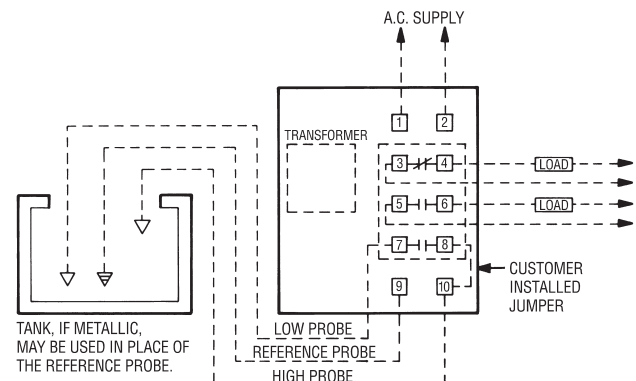 A.C. SUPPLY
1 2
TRANSFORMER
3 4 LOAD
5 6 LOAD
7 8
CUSTOMER
INSTALLED
JUMPER
9 10
TANK, IF METALLIC,
MAY BE USED IN PLACE OF
THE REFERENCE PROBE.
LOW PROBE
REFERENCE PROBE
HIGH PROBE